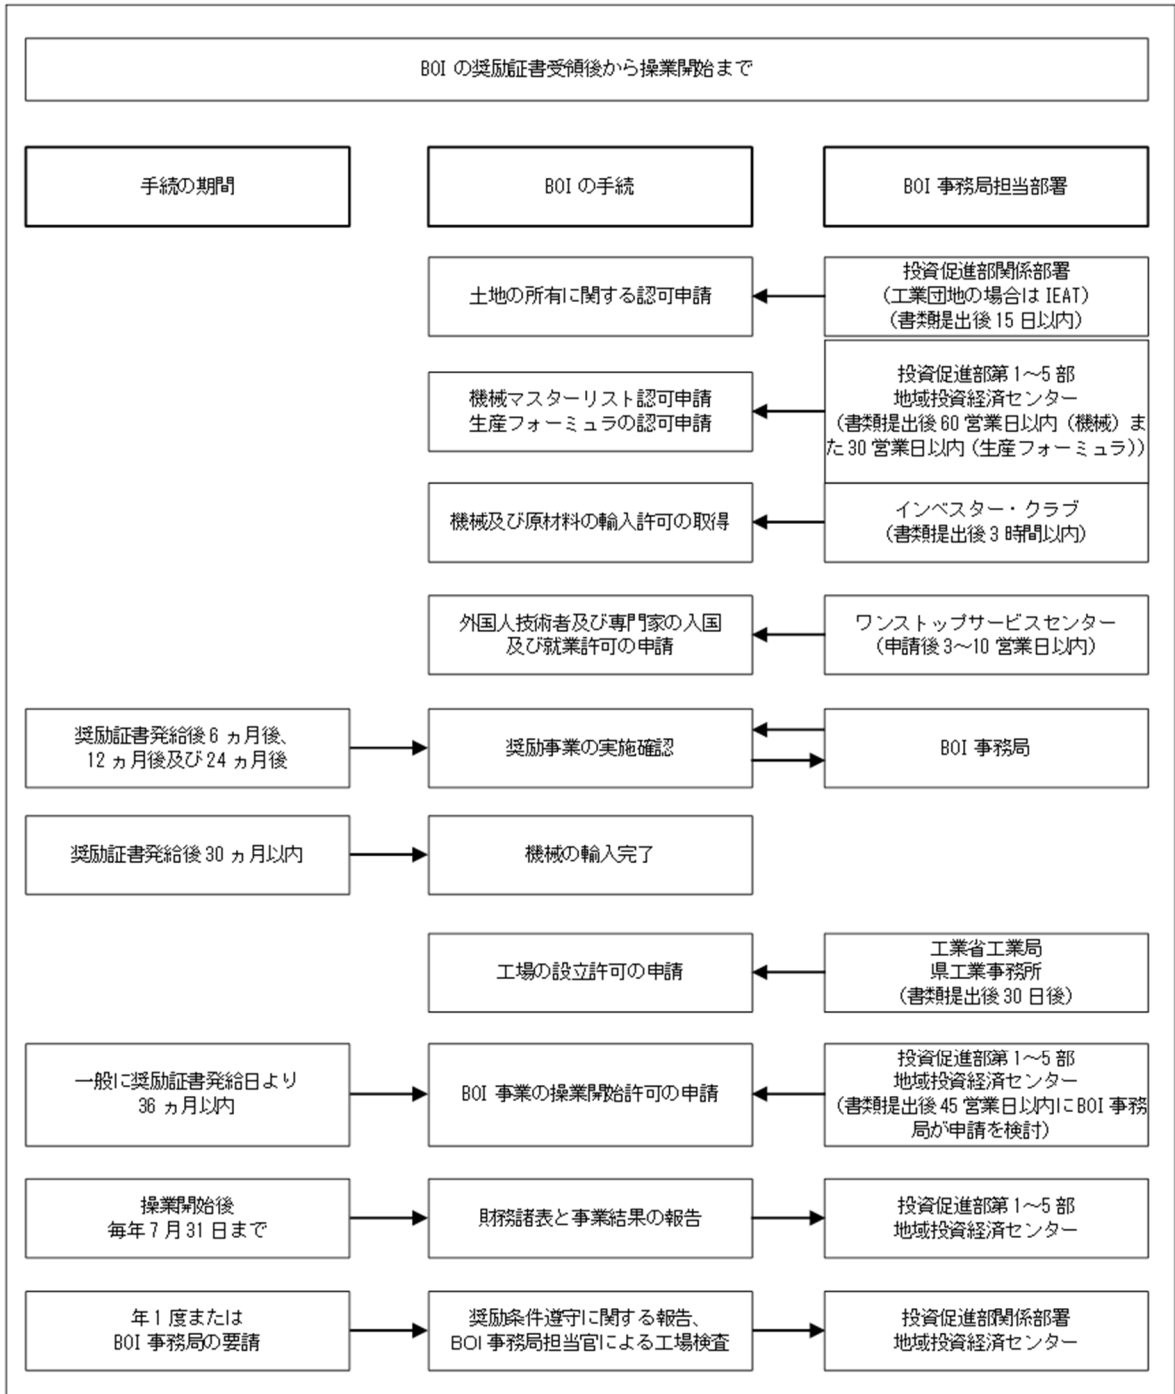 BOI の奨励証書受領後から操業開始まで
手続の期間
BOI の手続
BOI 事務局担当部署
土地の所有に関する認可申請
投資促進部関係部署
（工業団地の場合は IEAT）
（書類提出後 15 日以内）
機械マスターリスト認可申請
生産フォーミュラの認可申請
投資促進部第 1～5 部
地域投資経済センター
（書類提出後 60 営業日以内（機械）ま
た 30 営業日以内（生産フォーミュラ））
機械及び原材料の輸入許可の取得
インベスター・クラブ
（書類提出後 3 時間以内）
外国人技術者及び専門家の入国
及び就業許可の申請
ワンストップサービスセンター
（申請後 3～10 営業日以内）
奨励証書発給後 6 ヵ月後、
12 ヵ月後及び 24 ヵ月後
奨励事業の実施確認
BOI 事務局
奨励証書発給後 30 ヵ月以内
機械の輸入完了
工場の設立許可の申請
工業省工業局
県工業事務所
（書類提出後 30 日後）
一般に奨励証書発給日より
36 ヵ月以内
BOI 事業の操業開始許可の申請
投資促進部第 1～5 部
地域投資経済センター
（書類提出後 45 営業日以内に BOI 事務
局が申請を検討）
操業開始後
毎年 7 月 31 日まで
財務諸表と事業結果の報告
投資促進部第 1～5 部
地域投資経済センター
年 1 度または
BOI 事務局の要請
奨励条件遵守に関する報告、
BOI 事務局担当官による工場検査
投資促進部関係部署
地域投資経済センター